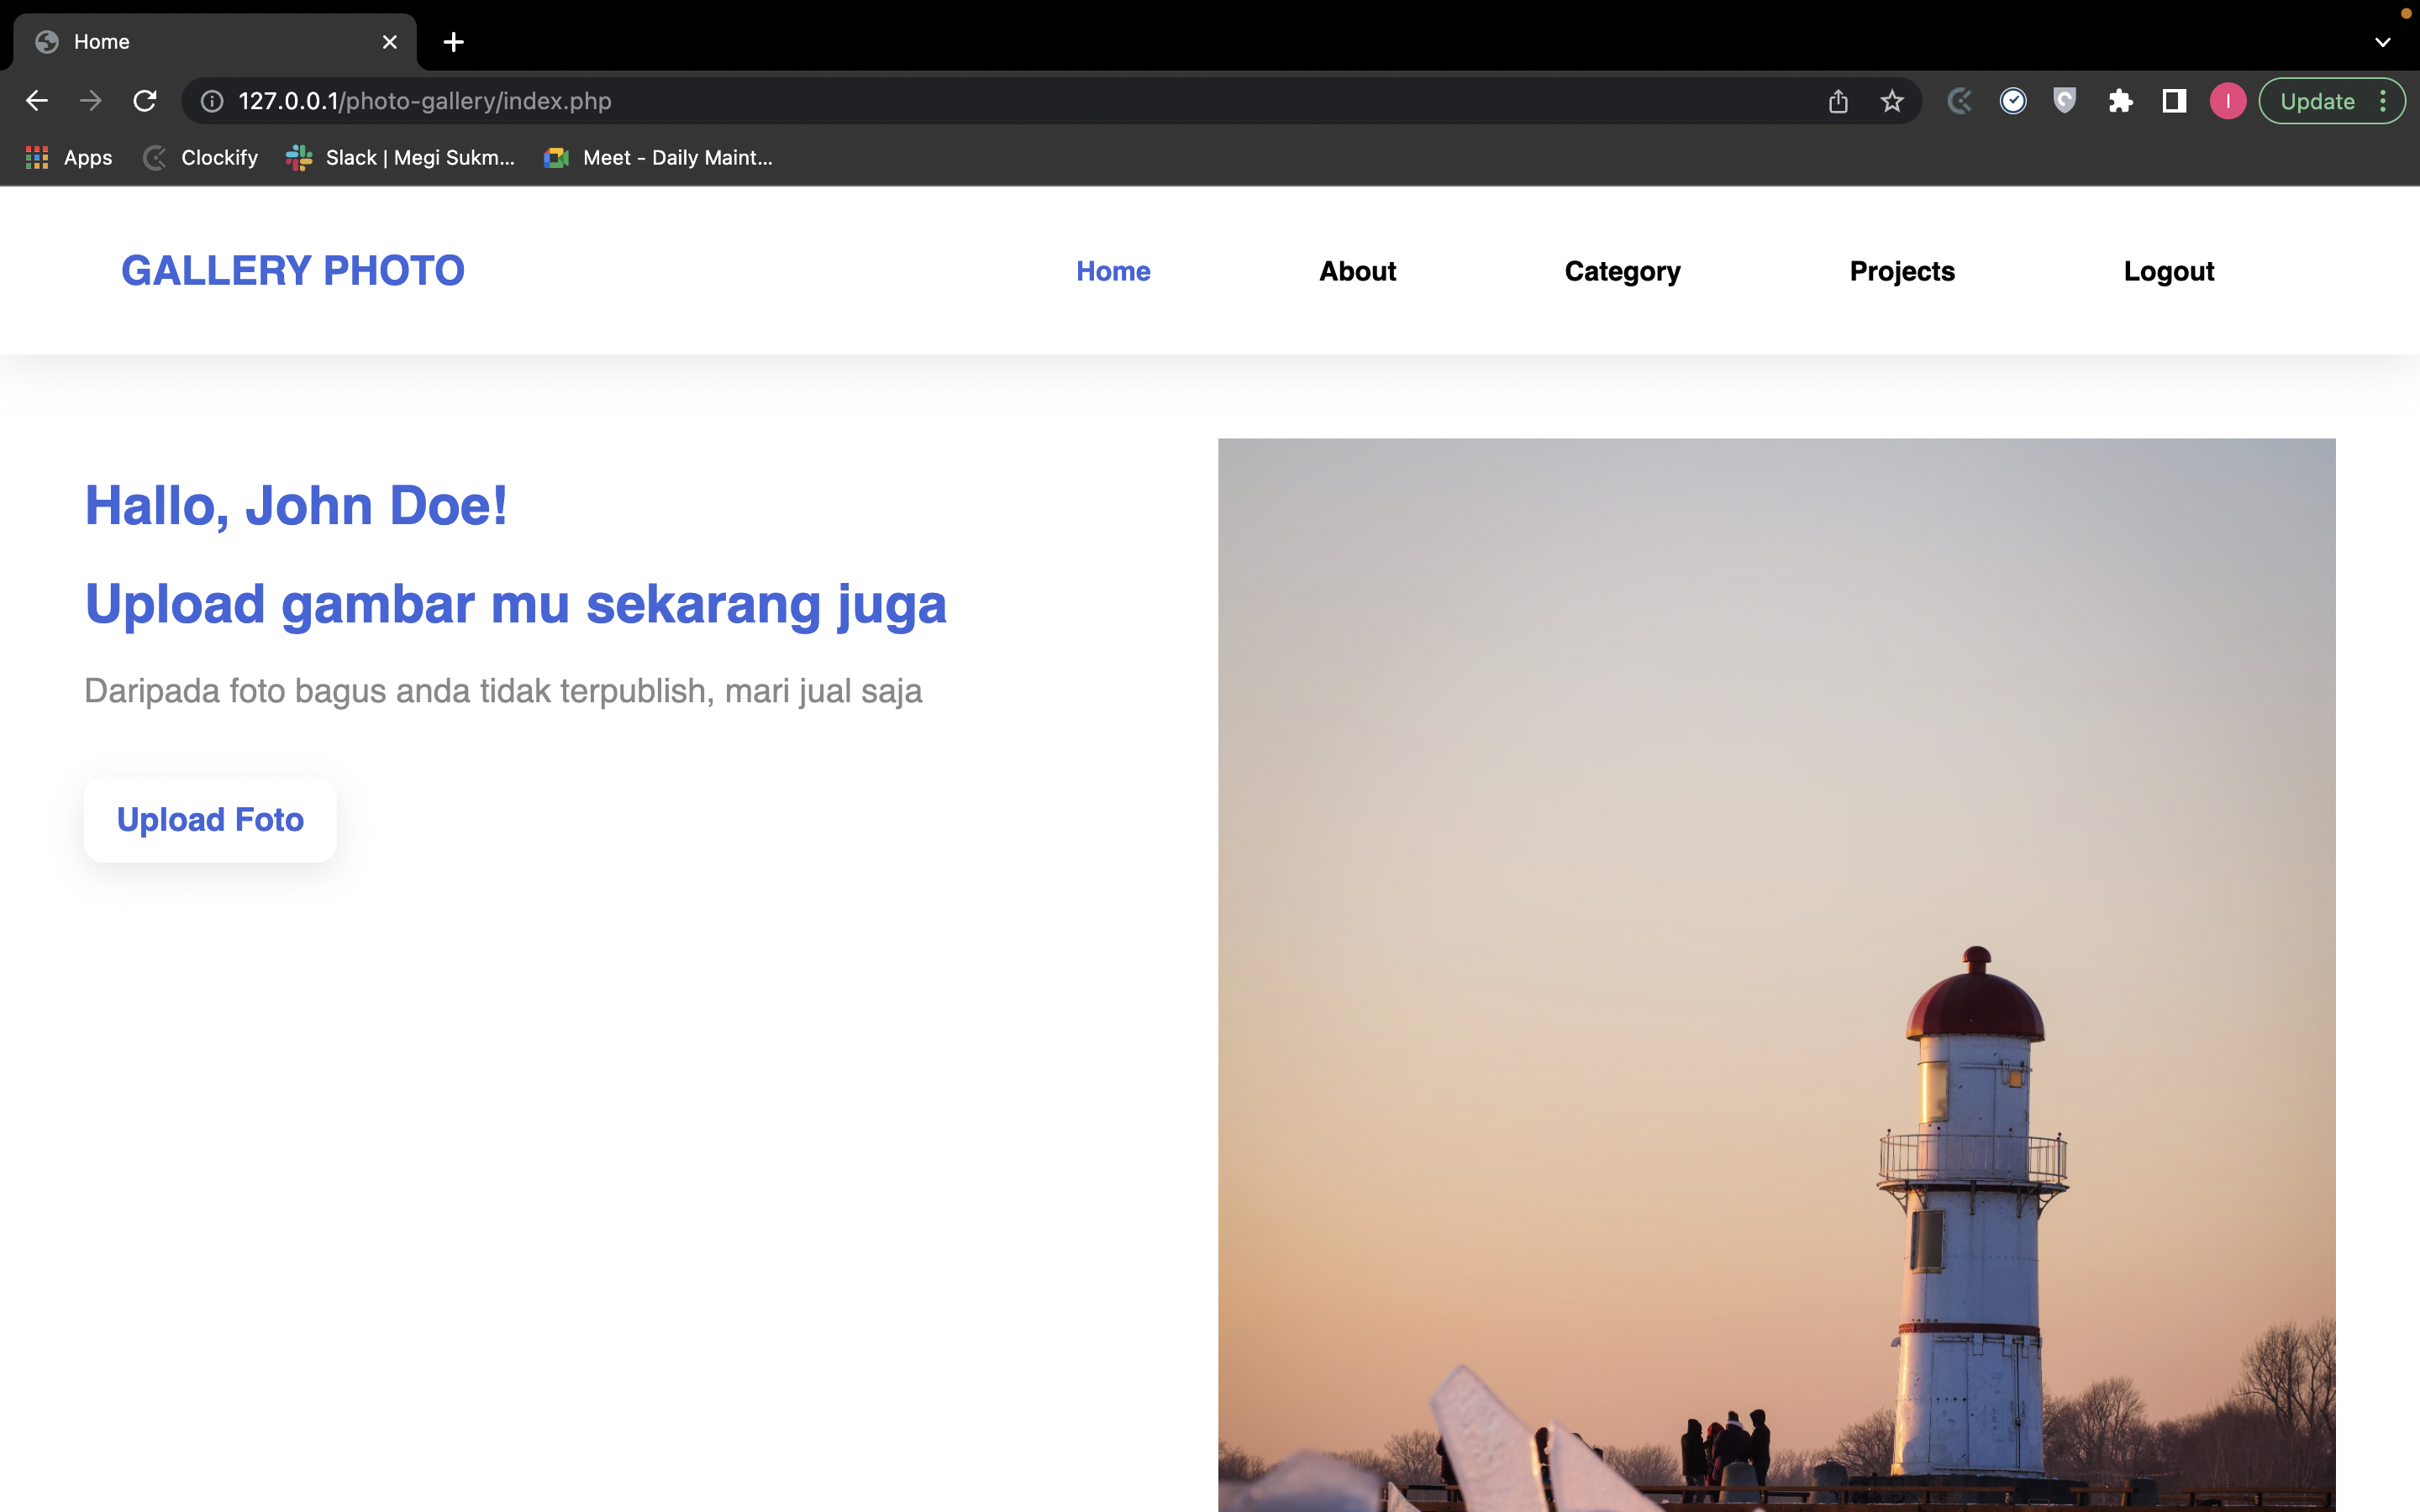 Home
127.0.0.1/photo-gallery/index.php
I
Update
Apps
Clockify
Slack | Megi Sukm...
Meet - Daily Maint...
GALLERY PHOTO
Home
About
Category
Projects
Logout
Hallo, John Doe!
Upload gambar mu sekarang juga
Daripada foto bagus anda tidak terpublish, mari jual saja
Upload Foto